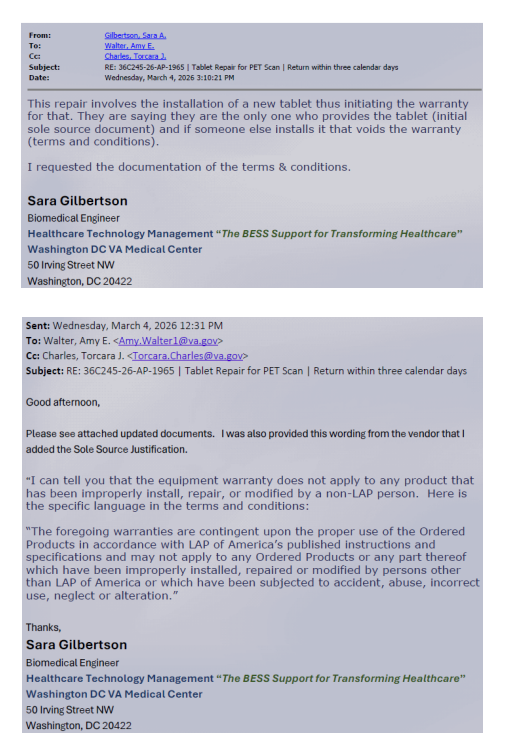 From: Gilbertson, Sara A.
To: Walter, Amy E.
Cc: Charles, Torcara J.
Subject: RE: 36C245-26-AP-1965 | Tablet Repair for PET Scan | Return within three calendar days
Date: Wednesday, March 4, 2026 3:10:21 PM
This repair involves the installation of a new tablet thus initiating the warranty
for that. They are saying they are the only one who provides the tablet (initial
sole source document) and if someone else installs it that voids the warranty
(terms and conditions).
I requested the documentation of the terms & conditions.
Sara Gilbertson
Biomedical Engineer
Healthcare Technology Management “The BESS Support for Transforming Healthcare”
Washington DC VA Medical Center
50 Irving Street NW
Washington, DC 20422
Sent: Wednesday, March 4, 2026 12:31 PM
To: Walter, Amy E. <Amy.Walter1@va.gov>
Cc: Charles, Torcara J. <Torcara.Charles@va.gov>
Subject: RE: 36C245-26-AP-1965 | Tablet Repair for PET Scan | Return within three calendar days
Good afternoon,
Please see attached updated documents.  I was also provided this wording from the vendor that I
added the Sole Source Justification.
“I can tell you that the equipment warranty does not apply to any product that
has been improperly install, repair, or modified by a non-LAP person.  Here is
the specific language in the terms and conditions:
“The foregoing warranties are contingent upon the proper use of the Ordered
Products in accordance with LAP of America’s published instructions and
specifications and may not apply to any Ordered Products or any part thereof
which have been improperly installed, repaired or modified by persons other
than LAP of America or which have been subjected to accident, abuse, incorrect
use, neglect or alteration.”
Thanks,
Sara Gilbertson
Biomedical Engineer
Healthcare Technology Management “The BESS Support for Transforming Healthcare”
Washington DC VA Medical Center
50 Irving Street NW
Washington, DC 20422